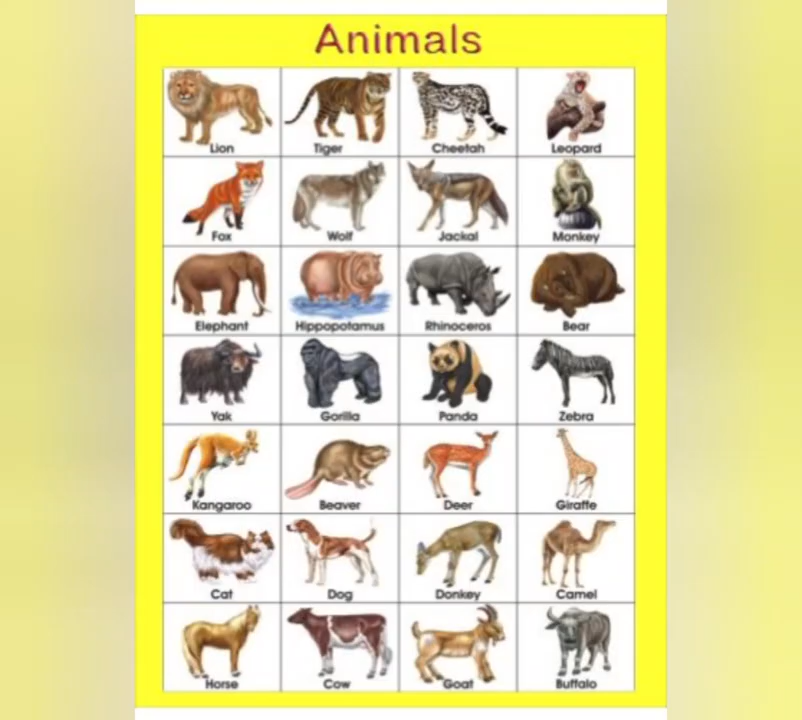 Animals
Lion Tiger Cheetah Leopard
Fox Wolf Jackal Monkey
Elephant Hippopotamus Rhinoceros Bear
Yak Gorilla Panda Zebra
Kangaroo Beaver Deer Giraffe
Cat Dog Donkey Camel
Horse Cow Goat Buffalo